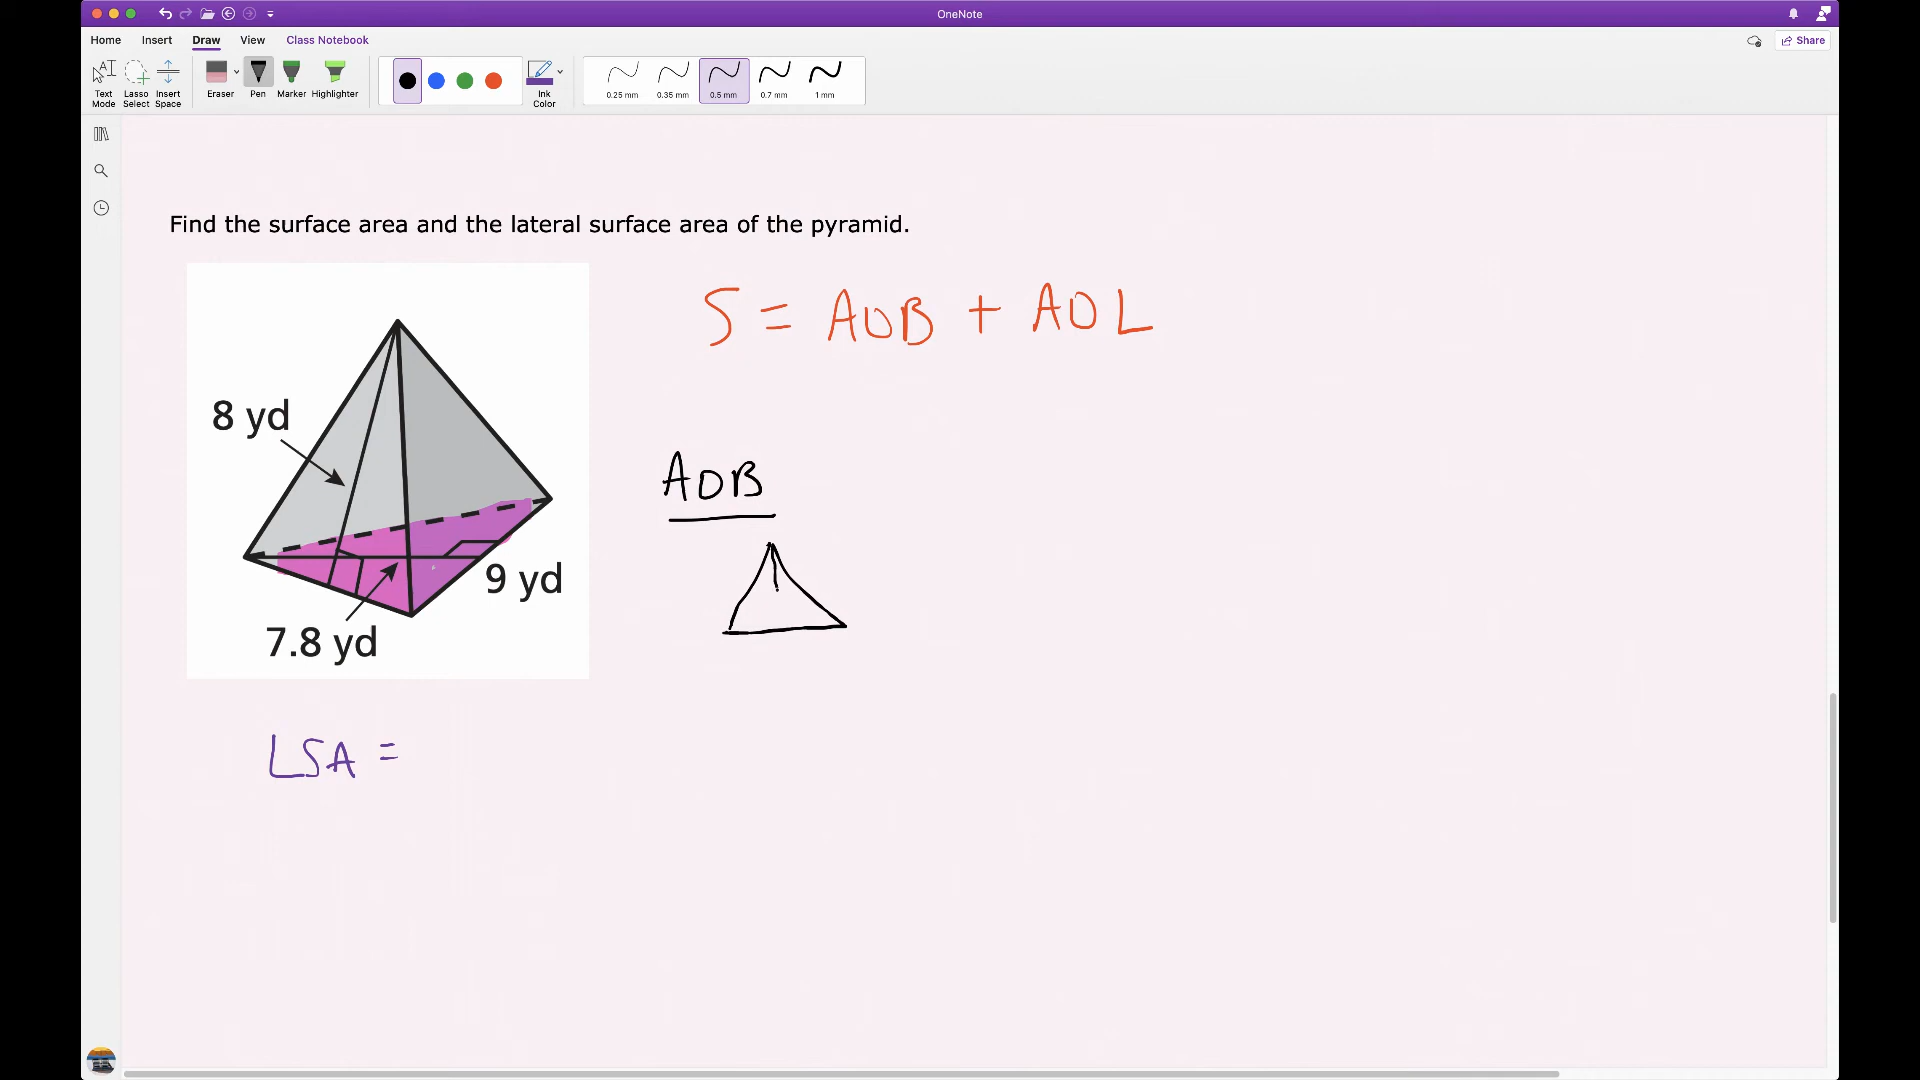 OneNote
Home Insert Draw View Class Notebook
Share
Text Mode
Lasso Select
Insert Space
Eraser
Pen
Marker
Highlighter
Ink Color
0.25 mm
0.35 mm
0.5 mm
0.7 mm
1 mm
Find the surface area and the lateral surface area of the pyramid.
S = AOB + AOL
8 yd
AOB
9 yd
7.8 yd
LSA =